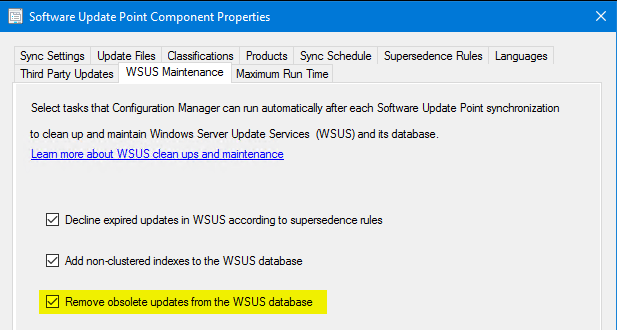 Software Update Point Component Properties
Sync Settings Update Files Classifications Products Sync Schedule Supersedence Rules Languages
Third Party Updates WSUS Maintenance Maximum Run Time
Select tasks that Configuration Manager can run automatically after each Software Update Point synchronization
to clean up and maintain Windows Server Update Services (WSUS) and its database.
Learn more about WSUS clean ups and maintenance
Decline expired updates in WSUS according to supersedence rules
Add non-clustered indexes to the WSUS database
Remove obsolete updates from the WSUS database